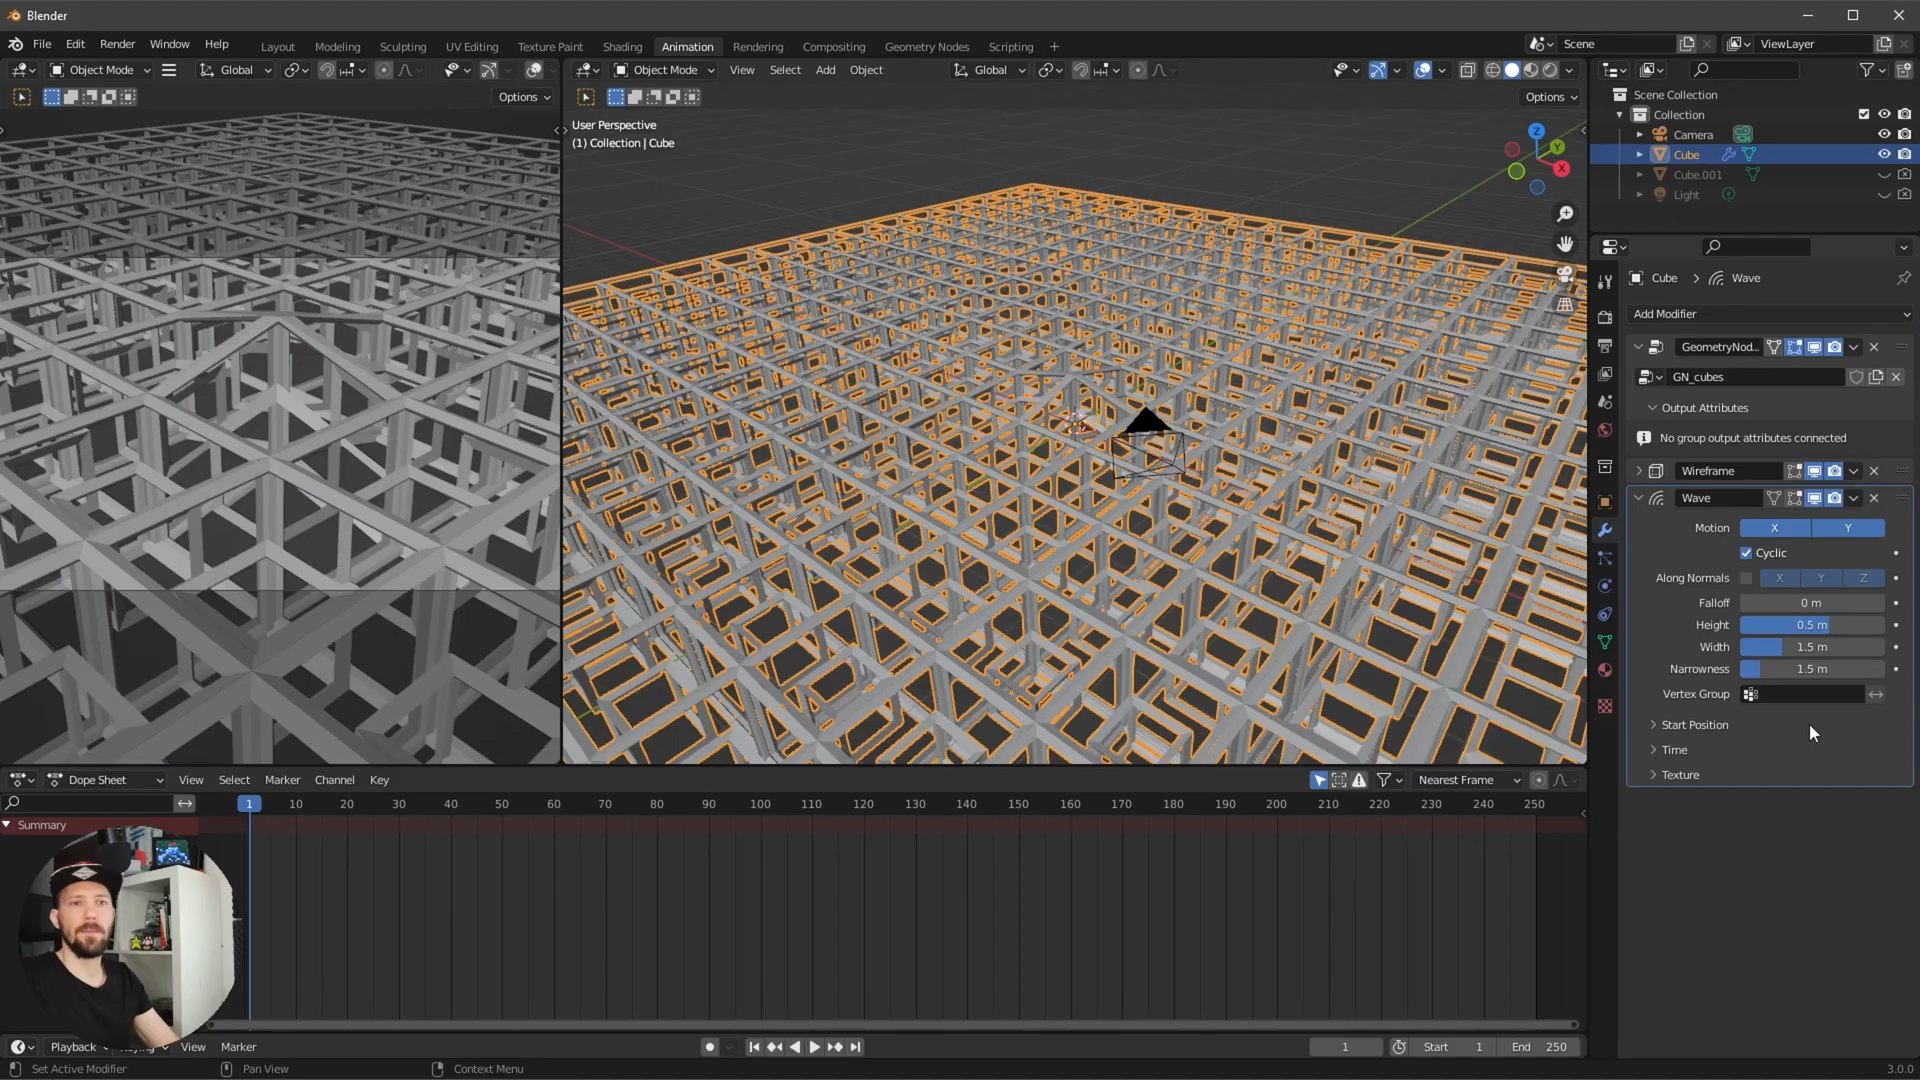 Blender
File Edit Render Window Help Layout Modeling Sculpting UV Editing Texture Paint Shading Animation Rendering Compositing Geometry Nodes Scripting + Scene ViewLayer
Object Mode Global Object Mode View Select Add Object Global
Options Options
User Perspective
(1) Collection | Cube
Z
Y
X
Scene Collection
Collection
Camera
Cube
Cube.001
Light
Cube > Wave
Add Modifier
GeometryNod...
GN_cubes
Output Attributes
No group output attributes connected
Wireframe
Wave
Motion X Y
Cyclic
Along Normals X Y Z
Falloff 0 m
Height 0.5 m
Width 1.5 m
Narrowness 1.5 m
Vertex Group
Start Position
Time
Texture
Dope Sheet View Select Marker Channel Key Nearest Frame
1 10 20 30 40 50 60 70 80 90 100 110 120 130 140 150 160 170 180 190 200 210 220 230 240 250
Summary
Playback Keying View Marker 1 Start 1 End 250
Set Active Modifier Pan View Context Menu 3.0.0